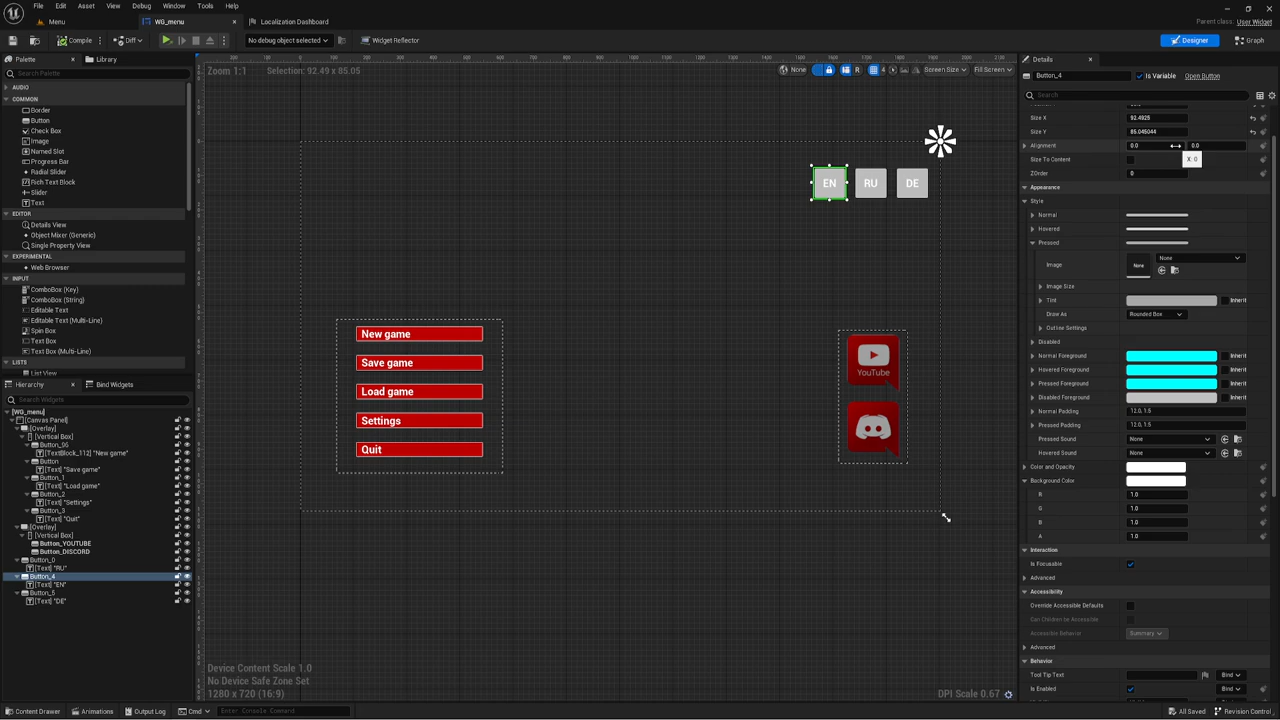 File Edit Asset View Debug Window Tools Help
Menu WG_menu Localization Dashboard Parent class: User Widget
Compile Diff No debug object selected Widget Reflector Designer Graph
Palette Library
Search Palette
AUDIO
COMMON
Border
Button
Check Box
Image
Named Slot
Progress Bar
Radial Slider
Rich Text Block
Slider
Text
EDITOR
Details View
Object Mixer (Generic)
Single Property View
EXPERIMENTAL
Web Browser
INPUT
ComboBox (Key)
ComboBox (String)
Editable Text
Editable Text (Multi-Line)
Spin Box
Text Box
Text Box (Multi-Line)
LISTS
List View
Hierarchy Bind Widgets
Search Widgets
[WG_menu]
[Canvas Panel]
[Overlay]
[Vertical Box]
Button_96
[TextBlock_112] "New game"
Button
[Text] "Save game"
Button_1
[Text] "Load game"
Button_2
[Text] "Settings"
Button_3
[Text] "Quit"
[Overlay]
[Vertical Box]
Button_YOUTUBE
Button_DISCORD
Button_0
[Text] "RU"
Button_4
[Text] "EN"
Button_5
[Text] "DE"
Zoom 1:1 Selection: 92.49 x 85.05
None R 4 Screen Size Fill Screen
EN RU DE
New game
Save game
Load game
Settings
Quit
YouTube
Device Content Scale 1.0
No Device Safe Zone Set
1280 x 720 (16:9)
DPI Scale 0.67
Details
Button_4 Is Variable Open Button
Search
Size X 92.4925
Size Y 85.045044
Alignment 0.0 0.0
X: 0
Size To Content
ZOrder 0
Appearance
Style
Normal
Hovered
Pressed
Image None None
Image Size
Tint Inherit
Draw As Rounded Box
Outline Settings
Disabled
Normal Foreground Inherit
Hovered Foreground Inherit
Pressed Foreground Inherit
Disabled Foreground Inherit
Normal Padding 12.0, 1.5
Pressed Padding 12.0, 1.5
Pressed Sound None
Hovered Sound None
Color and Opacity
Background Color
R 1.0
G 1.0
B 1.0
A 1.0
Interaction
Is Focusable
Advanced
Accessibility
Override Accessible Defaults
Can Children be Accessible
Accessible Behavior Summary
Advanced
Behavior
Tool Tip Text Bind
Is Enabled Bind
Content Drawer Animations Output Log Cmd Enter Console Command All Saved Revision Control